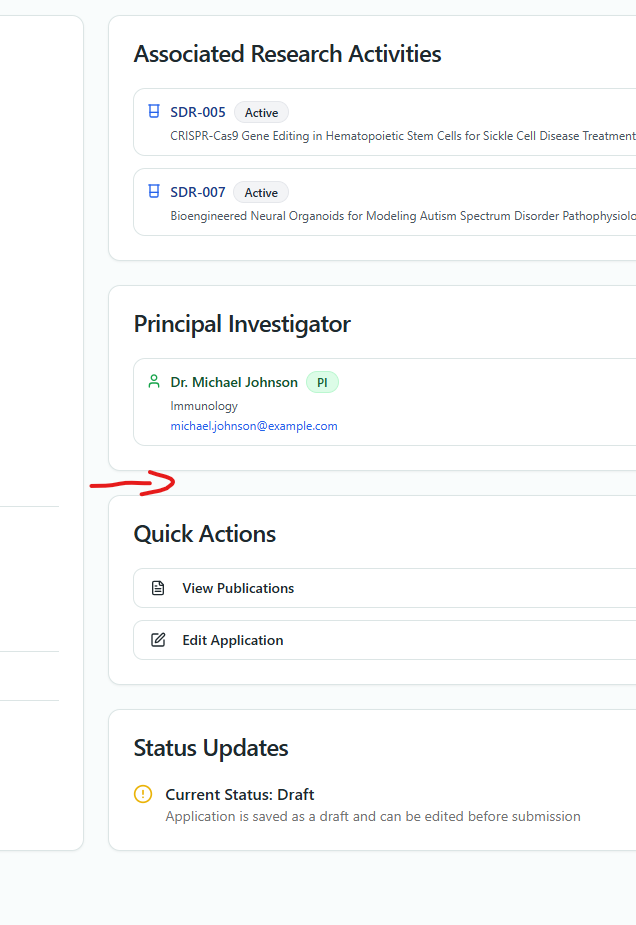 Associated Research Activities
SDR-005 Active
CRISPR-Cas9 Gene Editing in Hematopoietic Stem Cells for Sickle Cell Disease Treatment
SDR-007 Active
Bioengineered Neural Organoids for Modeling Autism Spectrum Disorder Pathophysiolo
Principal Investigator
Dr. Michael Johnson PI
Immunology
michael.johnson@example.com
Quick Actions
View Publications
Edit Application
Status Updates
Current Status: Draft
Application is saved as a draft and can be edited before submission